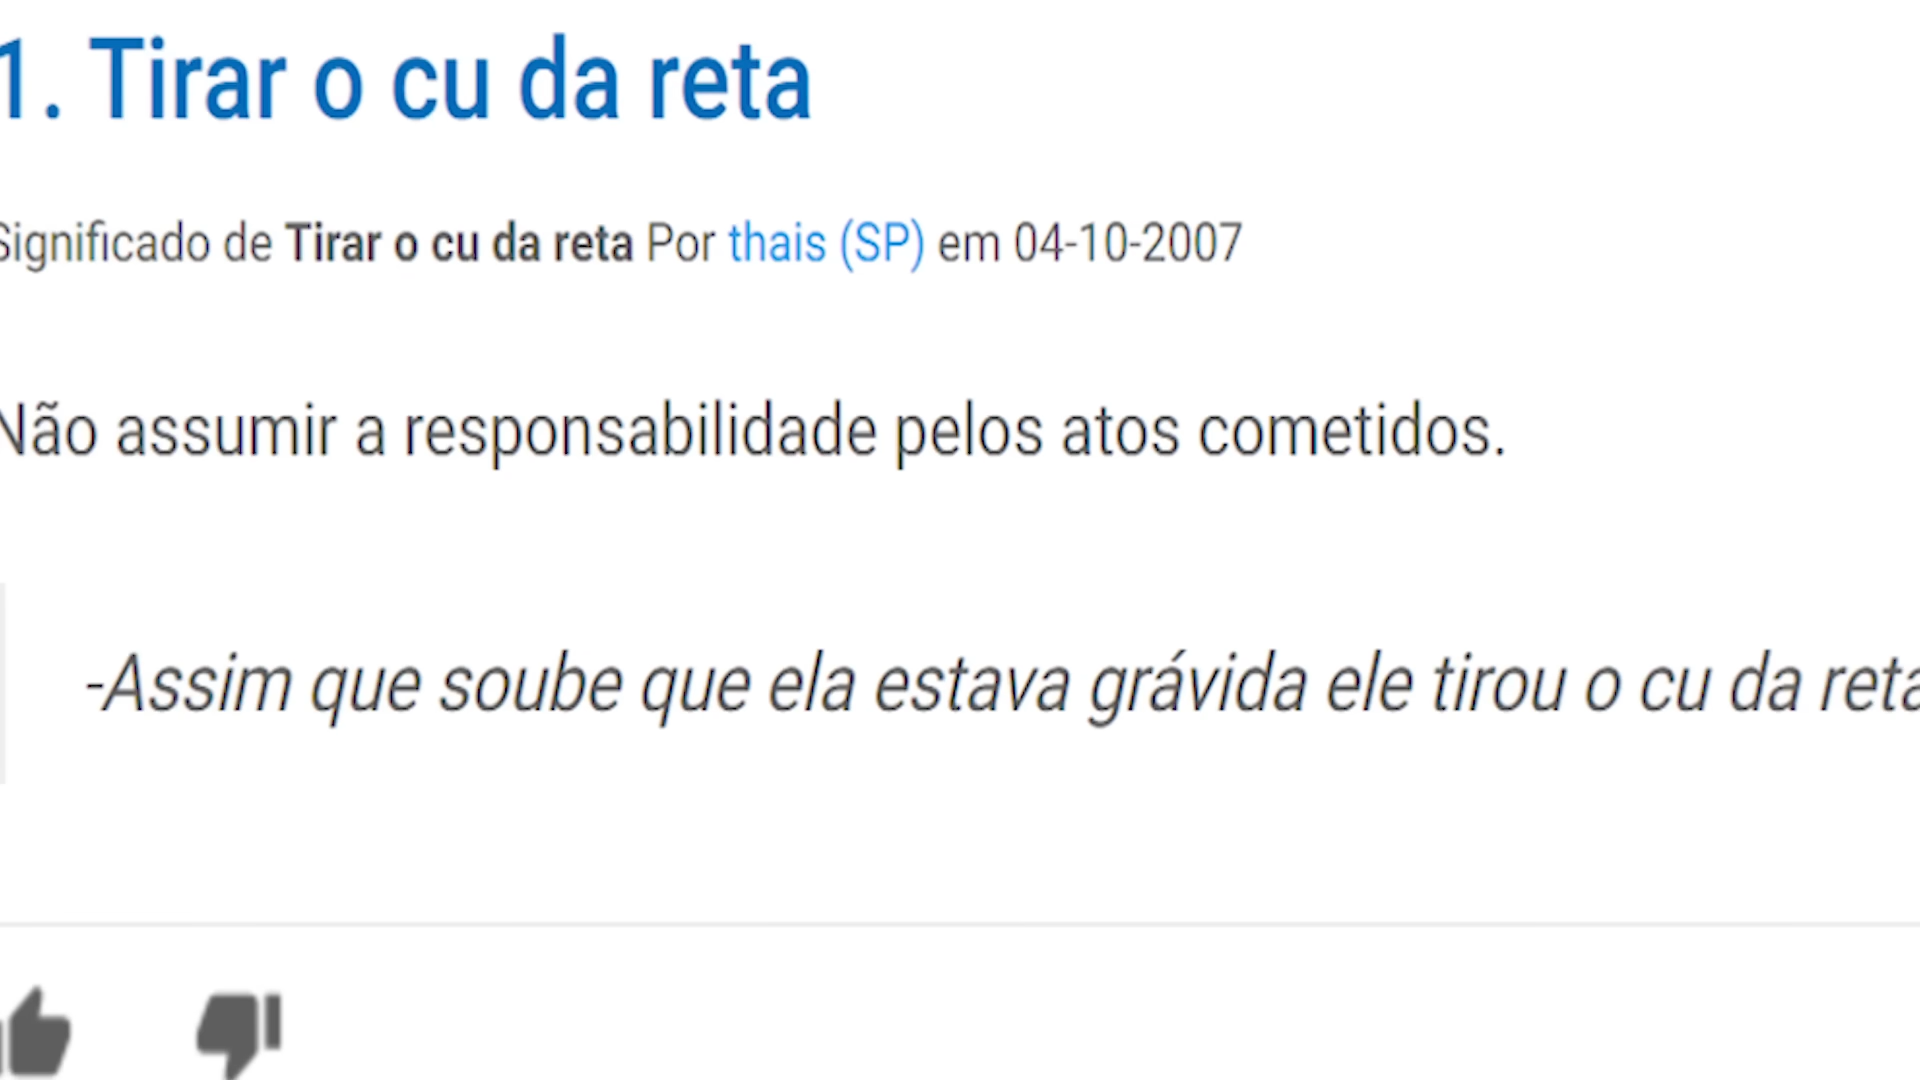 1. Tirar o cu da reta
Significado de Tirar o cu da reta Por thais (SP) em 04-10-2007
Não assumir a responsabilidade pelos atos cometidos.
-Assim que soube que ela estava grávida ele tirou o cu da reta